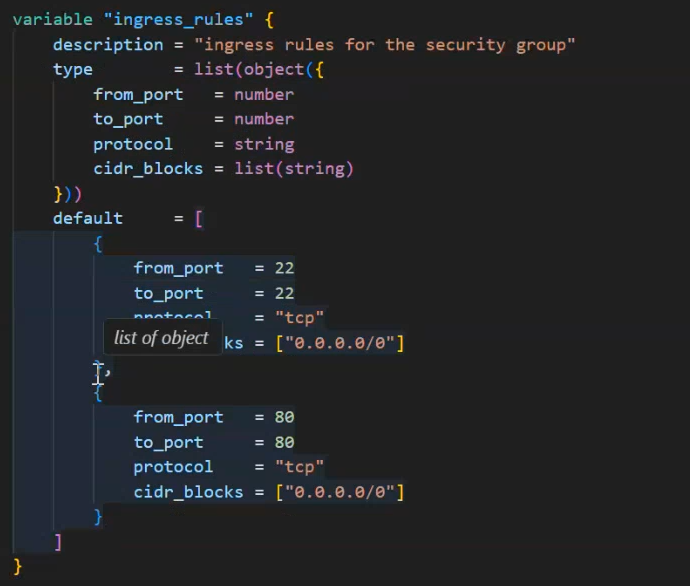 variable "ingress_rules" {
    description = "ingress rules for the security group"
    type        = list(object({
        from_port   = number
        to_port     = number
        protocol    = string
        cidr_blocks = list(string)
    }))
    default     = [
        {
            from_port   = 22
            to_port     = 22
            protocol    = "tcp"
list of object
ks = ["0.0.0.0/0"]
        },
        {
            from_port   = 80
            to_port     = 80
            protocol    = "tcp"
            cidr_blocks = ["0.0.0.0/0"]
        }
    ]
}